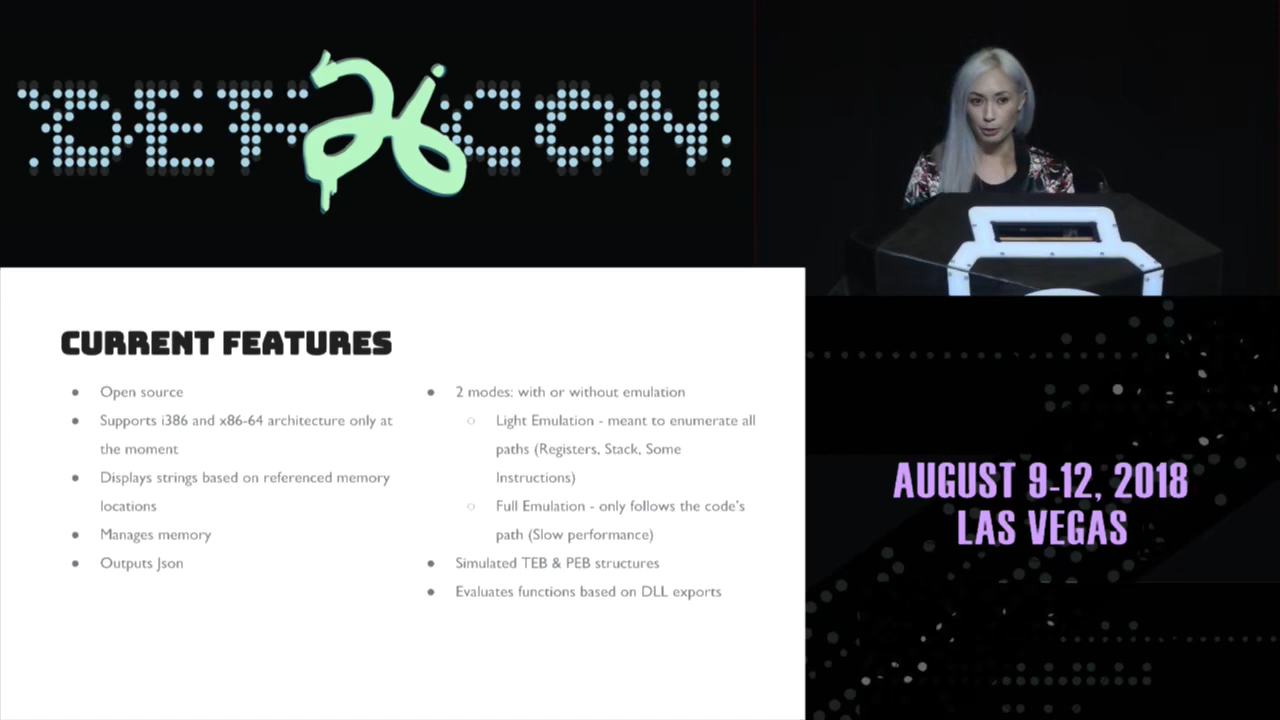 DEF 26 CON
CURRENT FEATURES
● Open source
● Supports i386 and x86-64 architecture only at
the moment
● Displays strings based on referenced memory
locations
● Manages memory
● Outputs Json
● 2 modes: with or without emulation
○ Light Emulation - meant to enumerate all
paths (Registers, Stack, Some
Instructions)
○ Full Emulation - only follows the code's
path (Slow performance)
● Simulated TEB & PEB structures
● Evaluates functions based on DLL exports
AUGUST 9-12, 2018
LAS VEGAS